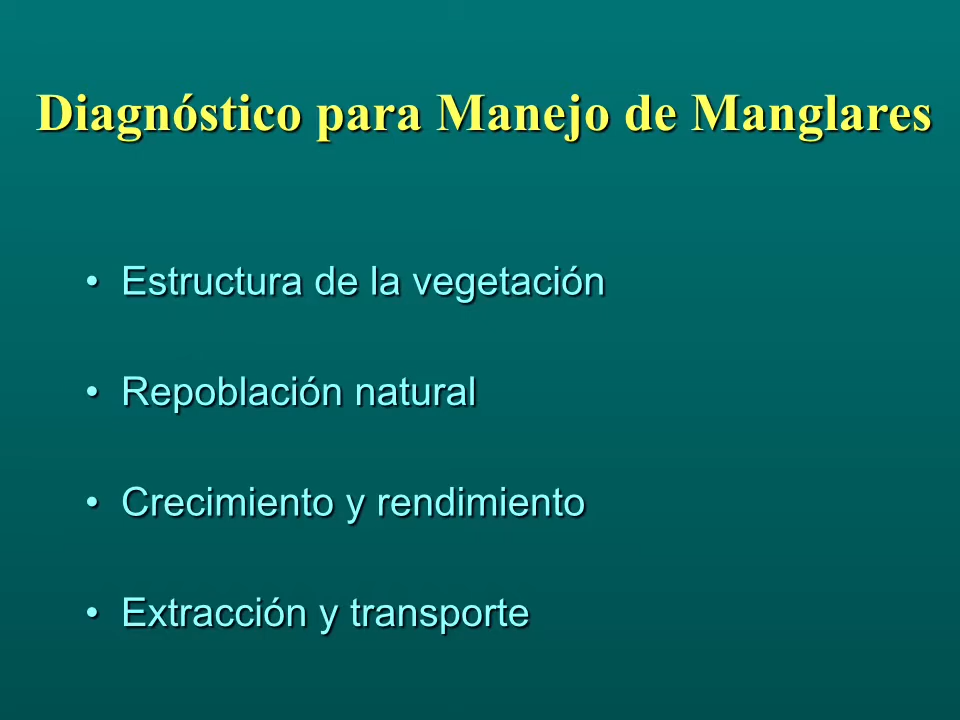 Diagnóstico para Manejo de Manglares
• Estructura de la vegetación
• Repoblación natural
• Crecimiento y rendimiento
• Extracción y transporte